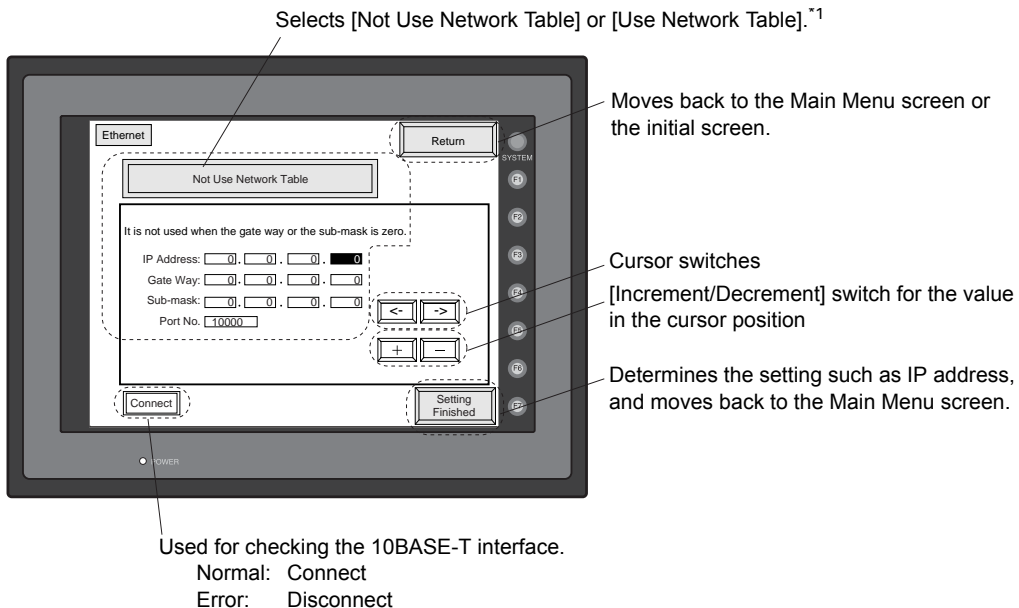 Selects [Not Use Network Table] or [Use Network Table].*1
Moves back to the Main Menu screen or
the initial screen.
Ethernet
Return
SYSTEM
Not Use Network Table
F1
F2
It is not used when the gate way or the sub-mask is zero.
F3
IP Address: 0. 0. 0. 0
Gate Way: 0. 0. 0. 0
Sub-mask: 0. 0. 0. 0
Port No. 10000
Cursor switches
F4
<- ->
[Increment/Decrement] switch for the value
in the cursor position
F5
+ −
F6
Determines the setting such as IP address,
and moves back to the Main Menu screen.
Connect
Setting
Finished
F7
POWER
Used for checking the 10BASE-T interface.
Normal: Connect
Error: Disconnect